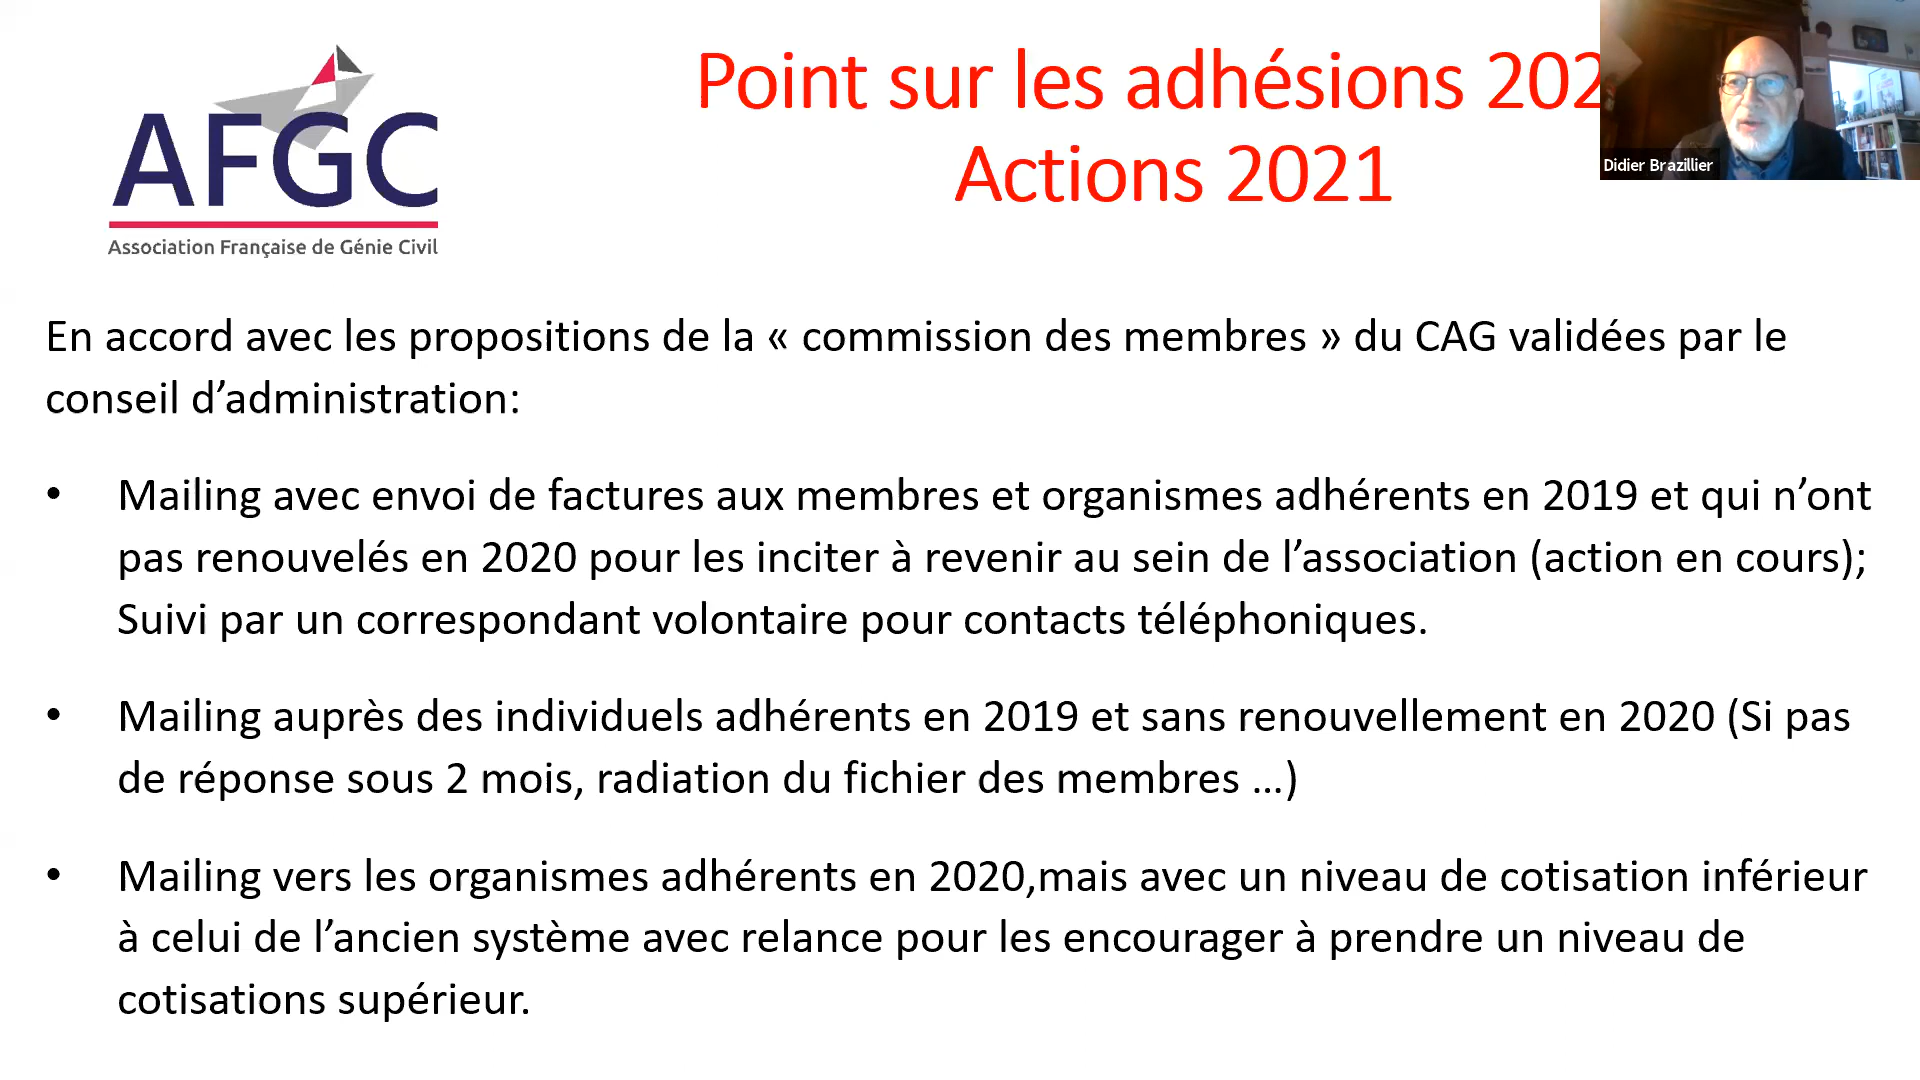 AFGC
Association Française de Génie Civil
Point sur les adhésions
Actions 2021
Didier Brazillier
En accord avec les propositions de la « commission des membres » du CAG validées par le
conseil d’administration:
• Mailing avec envoi de factures aux membres et organismes adhérents en 2019 et qui n’ont
pas renouvelés en 2020 pour les inciter à revenir au sein de l’association (action en cours);
Suivi par un correspondant volontaire pour contacts téléphoniques.
• Mailing auprès des individuels adhérents en 2019 et sans renouvellement en 2020 (Si pas
de réponse sous 2 mois, radiation du fichier des membres ...)
• Mailing vers les organismes adhérents en 2020,mais avec un niveau de cotisation inférieur
à celui de l’ancien système avec relance pour les encourager à prendre un niveau de
cotisations supérieur.